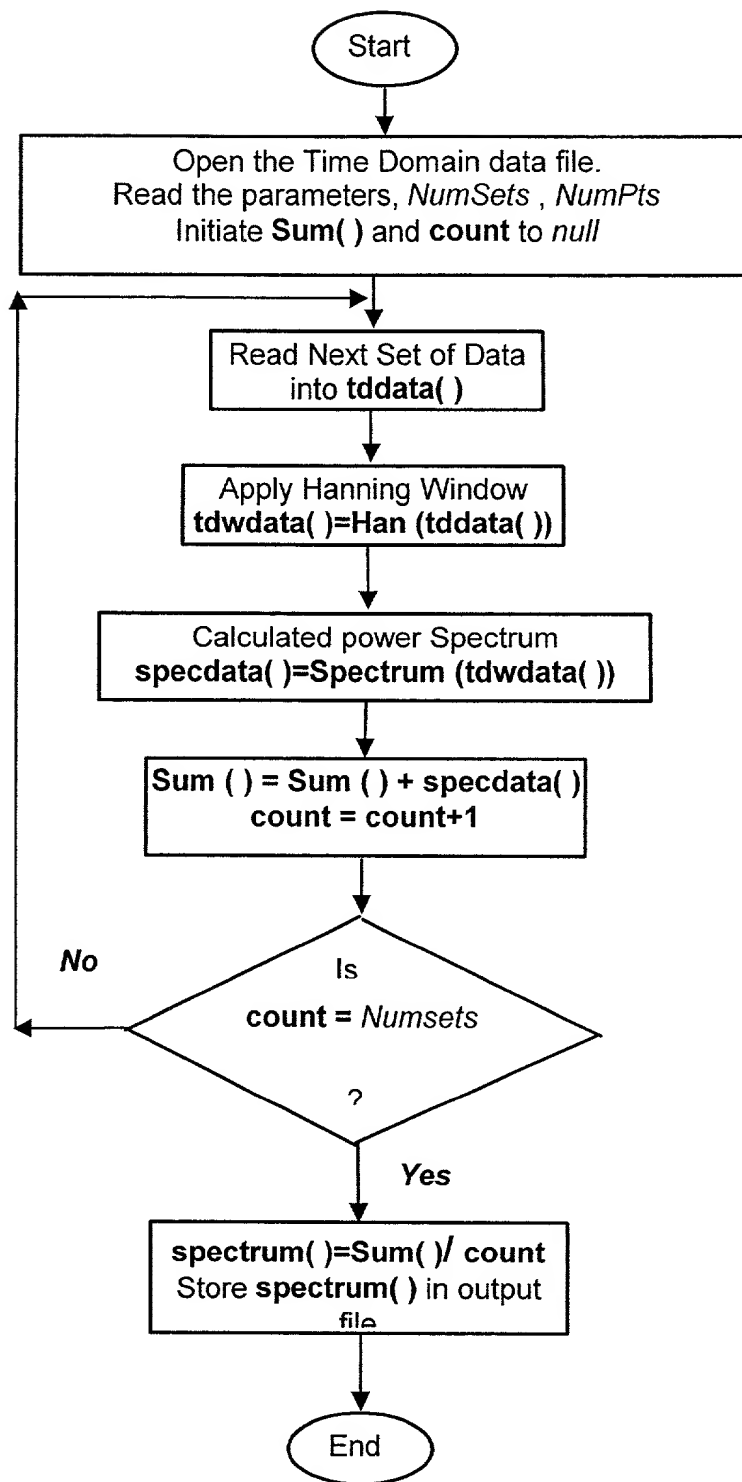 Start
Open the Time Domain data file.
Read the parameters, NumSets , NumPts
Initiate Sum( ) and count to null
Read Next Set of Data
into tddata( )
Apply Hanning Window
tdwdata( )=Han (tddata( ))
Calculated power Spectrum
specdata( )=Spectrum (tdwdata( ))
Sum ( ) = Sum ( ) + specdata( )
count = count+1
No
Is
count = Numsets
?
Yes
spectrum( )=Sum( )/ count
Store spectrum( ) in output
file
End